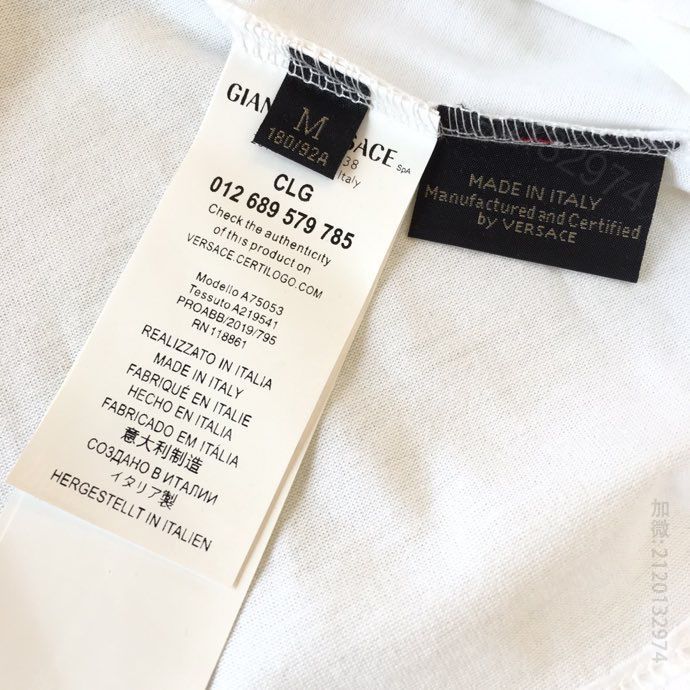 GIAN
SACE SpA
38
Italy
M
180/92A
CLG
012 689 579 785
Check the authenticity
of this product on
VERSACE.CERTILOGO.COM
Modello A75053
Tessuto A219541
PROABB/2019/795
RN118861
REALIZZATO IN ITALIA
MADE IN ITALY
FABRIQUÉ EN ITALIE
HECHO EN ITALIA
FABRICADO EM ITÁLIA
意大利制造
СОЗДАНО В ИТАЛИИ
イタリア製
HERGESTELLT IN ITALIEN
MADE IN ITALY
Manufactured and Certified
by VERSACE
加微: 2120132974